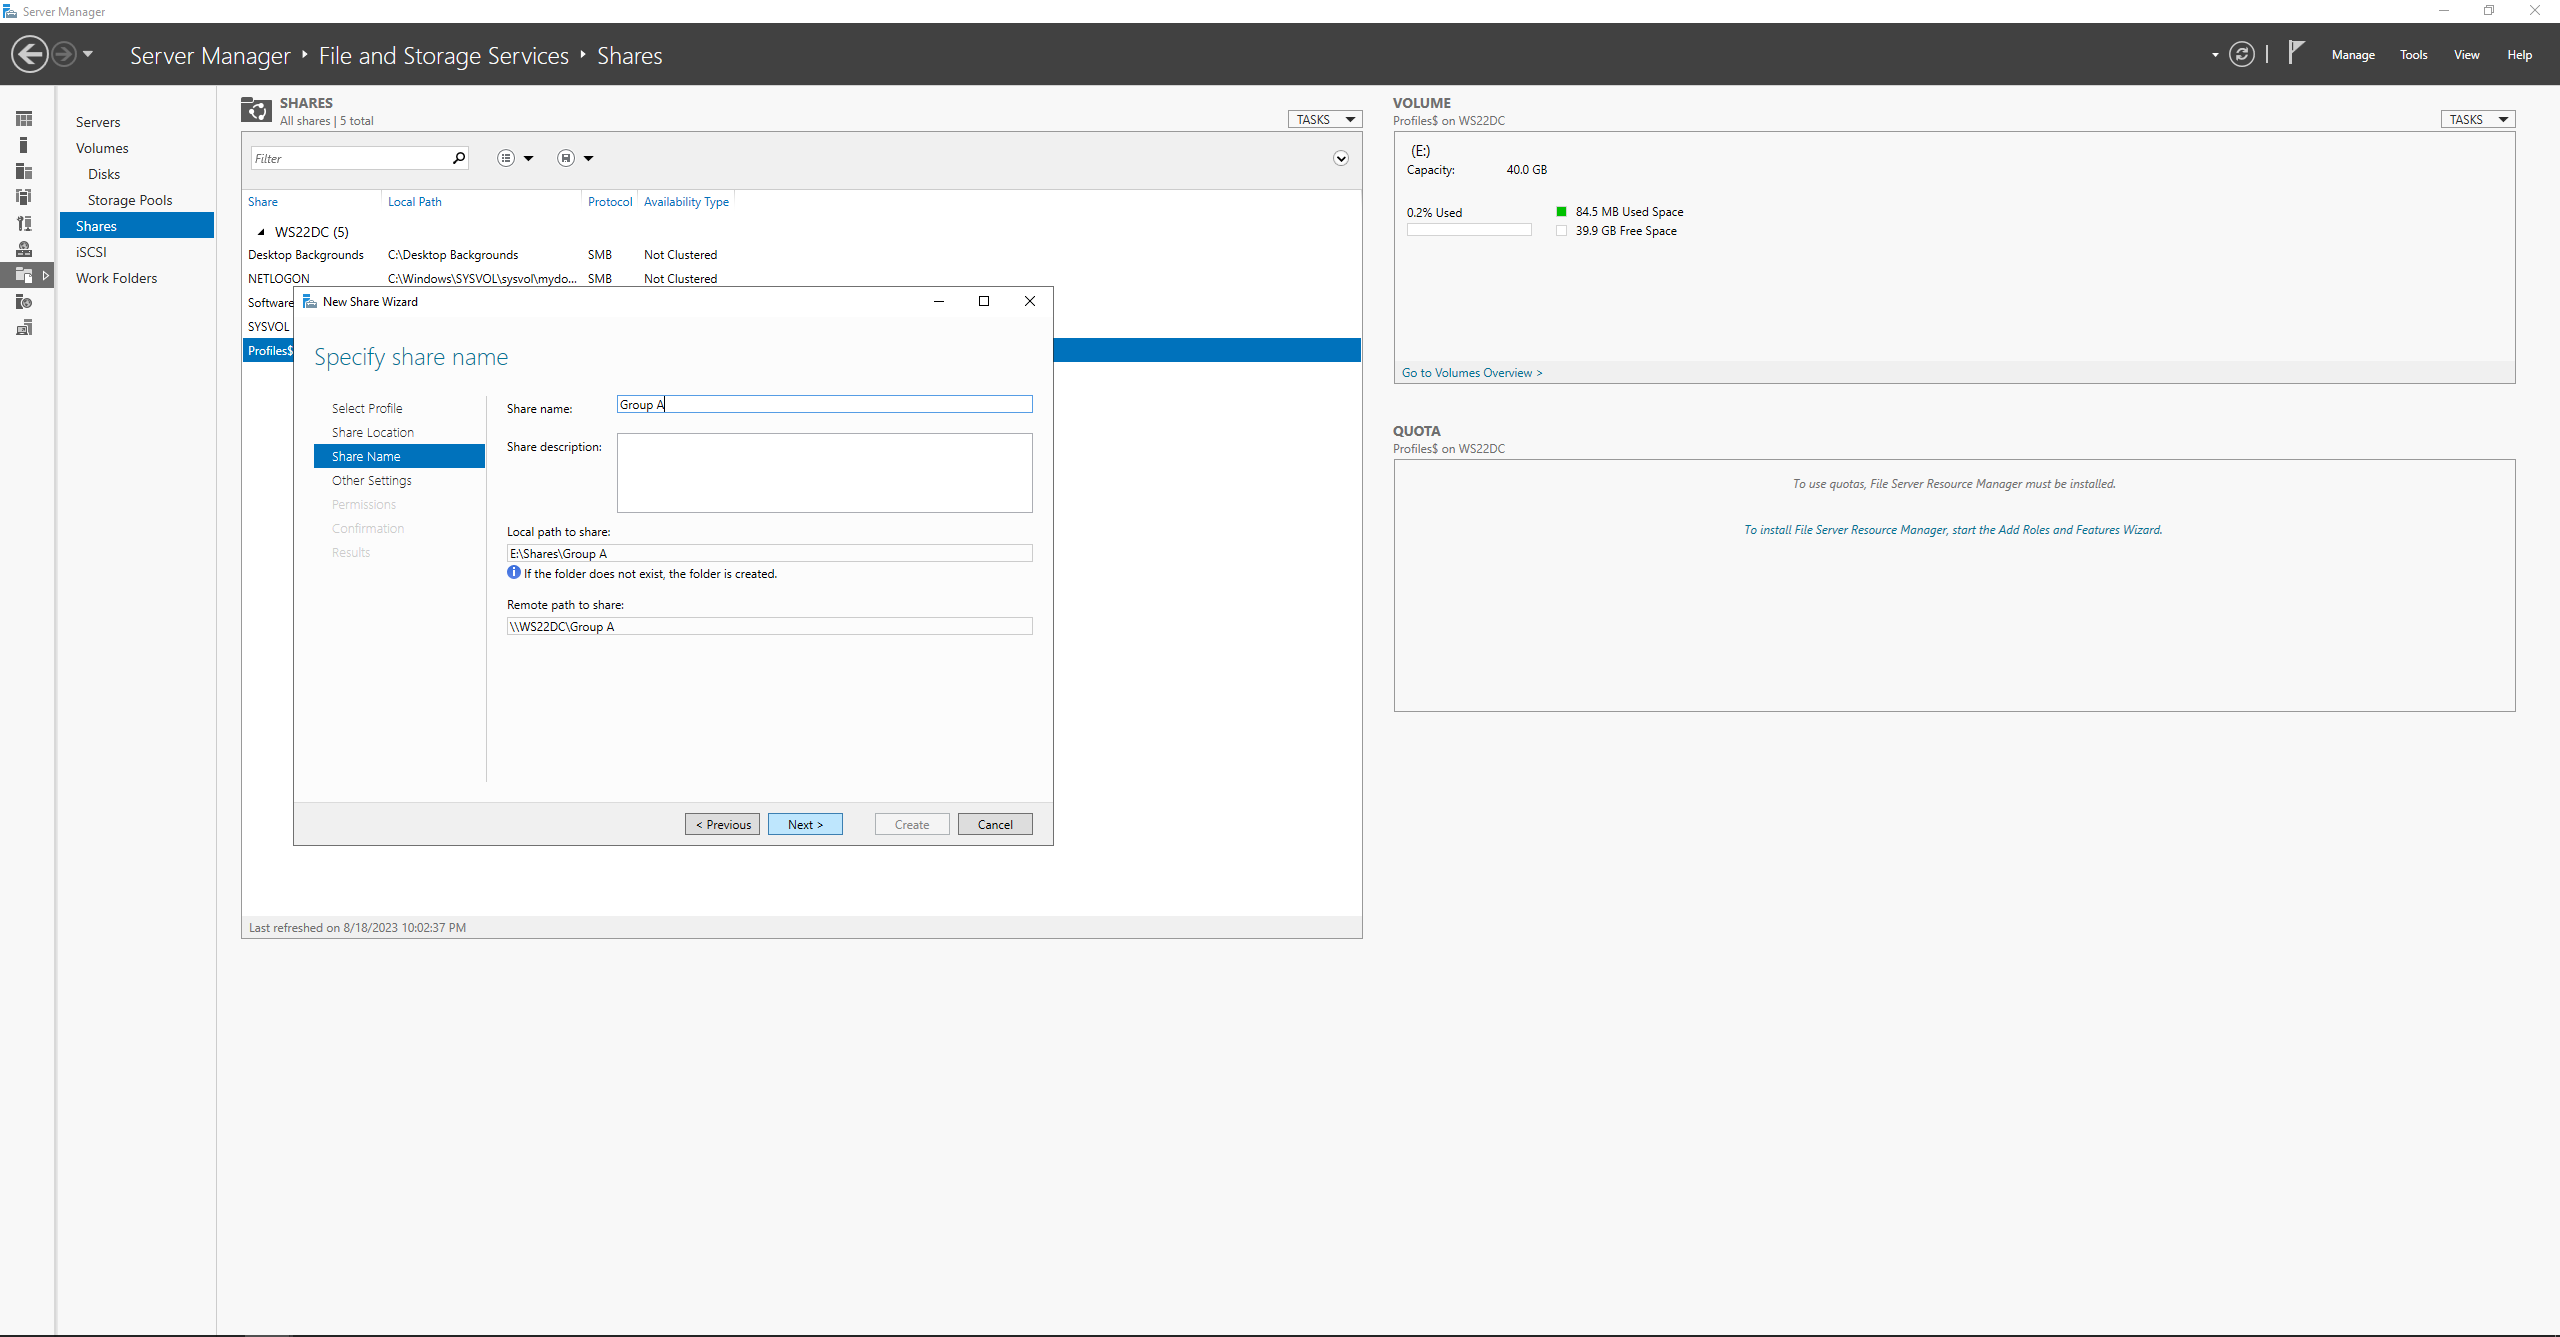 Server Manager
Server Manager ‣ File and Storage Services ‣ Shares
Manage Tools View Help
Servers
Volumes
Disks
Storage Pools
Shares
iSCSI
Work Folders
SHARES
All shares | 5 total
TASKS
Filter
Share Local Path Protocol Availability Type
WS22DC (5)
Desktop Backgrounds C:\Desktop Backgrounds SMB Not Clustered
NETLOGON C:\Windows\SYSVOL\sysvol\mydo... SMB Not Clustered
Software
SYSVOL
Profiles$
Last refreshed on 8/18/2023 10:02:37 PM
New Share Wizard
Specify share name
Select Profile
Share Location
Share Name
Other Settings
Permissions
Confirmation
Results
Share name: Group A
Share description:
Local path to share:
E:\Shares\Group A
If the folder does not exist, the folder is created.
Remote path to share:
\\WS22DC\Group A
< Previous Next > Create Cancel
VOLUME
Profiles$ on WS22DC
TASKS
(E:)
Capacity: 40.0 GB
0.2% Used
84.5 MB Used Space
39.9 GB Free Space
Go to Volumes Overview >
QUOTA
Profiles$ on WS22DC
To use quotas, File Server Resource Manager must be installed.
To install File Server Resource Manager, start the Add Roles and Features Wizard.